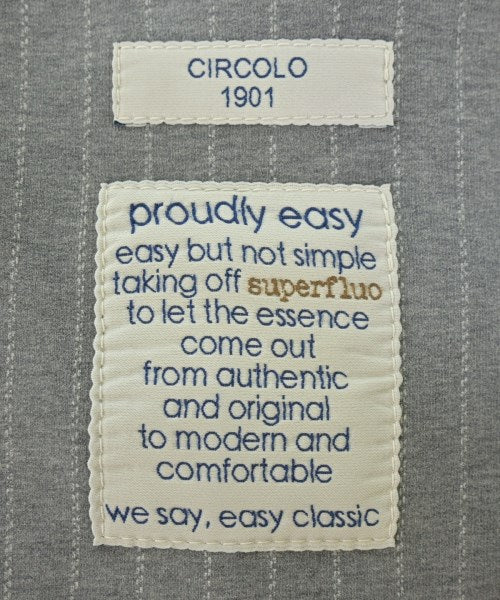 CIRCOLO
1901
proudly easy
easy but not simple
taking off superfluo
to let the essence
come out
from authentic
and original
to modern and
comfortable
we say, easy classic